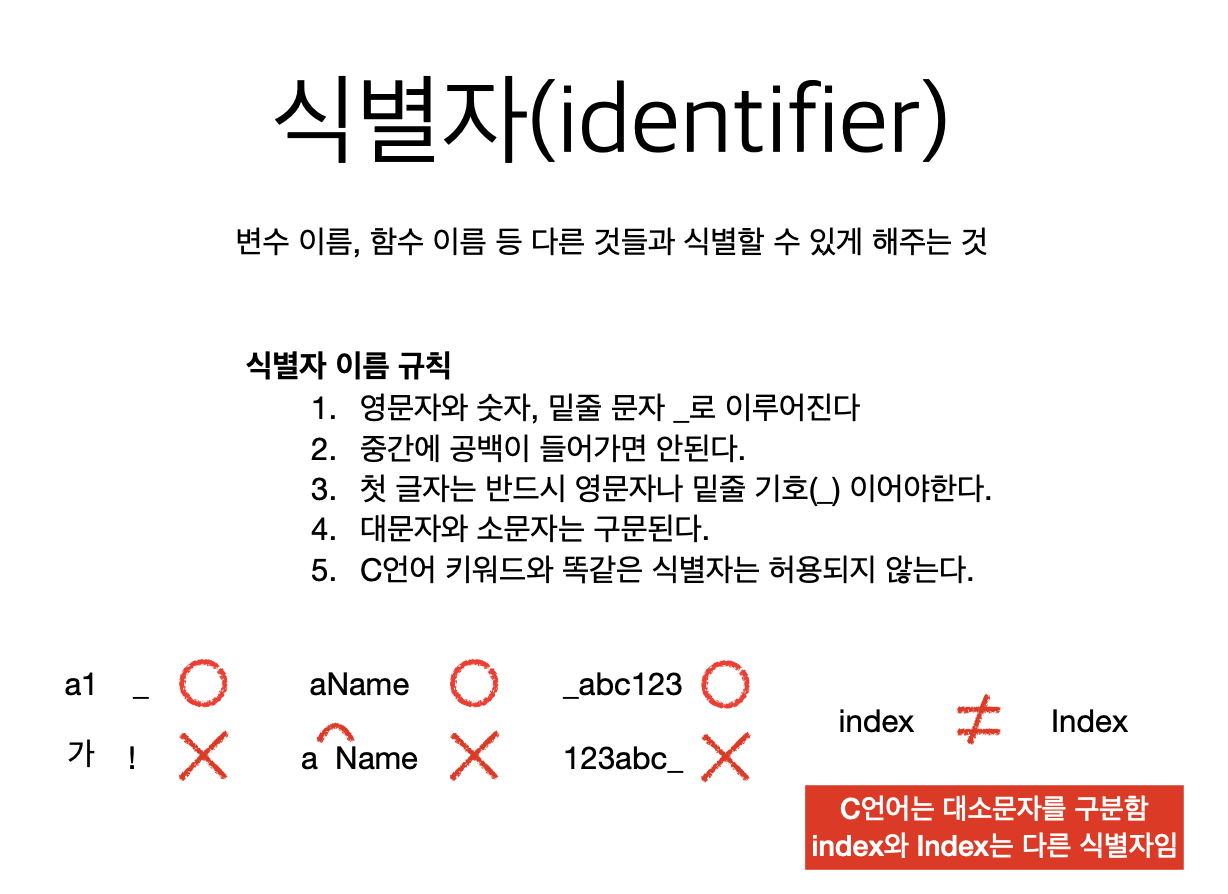 식별자(identifier)
변수 이름, 함수 이름 등 다른 것들과 식별할 수 있게 해주는 것
식별자 이름 규칙
1. 영문자와 숫자, 밑줄 문자 _로 이루어진다
2. 중간에 공백이 들어가면 안된다.
3. 첫 글자는 반드시 영문자나 밑줄 기호(_) 이어야한다.
4. 대문자와 소문자는 구문된다.
5. C언어 키워드와 똑같은 식별자는 허용되지 않는다.
a1 _
가 !
aName
a Name
_abc123
123abc_
index ≠ Index
C언어는 대소문자를 구분함
index와 Index는 다른 식별자임